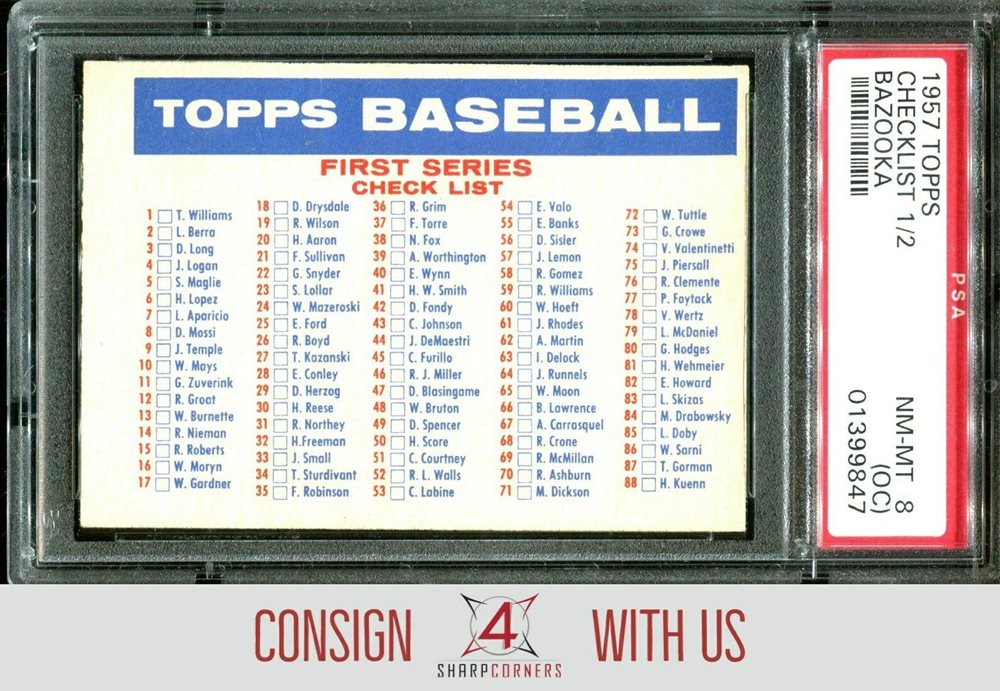 TOPPS BASEBALL
FIRST SERIES
CHECK LIST
1 T. Williams
2 L. Berra
3 D. Long
4 J. Logan
5 S. Maglie
6 H. Lopez
7 L. Aparicio
8 D. Mossi
9 J. Temple
10 W. Mays
11 G. Zuverink
12 R. Groat
13 W. Burnette
14 R. Nieman
15 R. Roberts
16 W. Moryn
17 W. Gardner
18 D. Drysdale
19 R. Wilson
20 H. Aaron
21 F. Sullivan
22 G. Snyder
23 S. Lollar
24 W. Mazeroski
25 E. Ford
26 R. Boyd
27 T. Kazanski
28 E. Conley
29 D. Herzog
30 H. Reese
31 R. Northey
32 H.Freeman
33 J. Small
34 T. Sturdivant
35 F. Robinson
36 R. Grim
37 F. Torre
38 N. Fox
39 A. Worthington
40 E. Wynn
41 H. W. Smith
42 D. Fondy
43 C. Johnson
44 J. DeMaestri
45 C. Furillo
46 R. J. Miller
47 D. Blasingame
48 W. Bruton
49 D. Spencer
50 H. Score
51 C. Courtney
52 R. L. Walls
53 C. Labine
54 E. Valo
55 E. Banks
56 D. Sisler
57 J. Lemon
58 R. Gomez
59 R. Williams
60 W. Hoeft
61 J. Rhodes
62 A. Martin
63 I. Delock
64 J. Runnels
65 W. Moon
66 B. Lawrence
67 A. Carrasquel
68 R. Crone
69 R. McMillan
70 R. Ashburn
71 M. Dickson
72 W. Tuttle
73 G. Crowe
74 V. Valentinetti
75 J. Piersall
76 R. Clemente
77 P. Foytack
78 V. Wertz
79 L. McDaniel
80 G. Hodges
81 H. Wehmeier
82 E. Howard
83 L. Skizas
84 M. Drabowsky
85 L. Doby
86 W. Sarni
87 T. Gorman
88 H. Kuenn
1957 TOPPS
CHECKLIST 1/2
BAZOOKA
PSA
NM-MT 8
(OC)
01399847
CONSIGN 4 WITH US
SHARPCORNERS